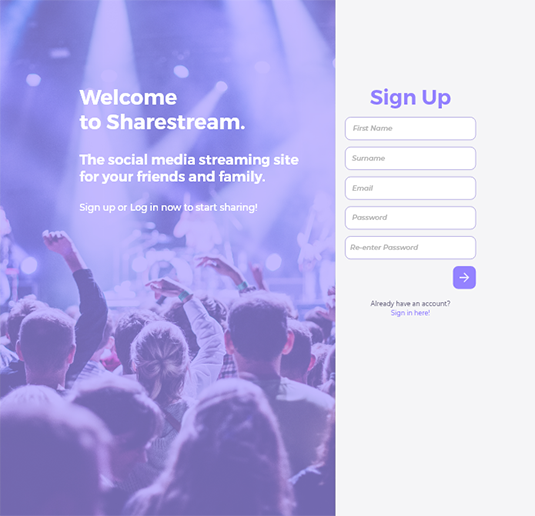 Welcome
to Sharestream.
The social media streaming site
for your friends and family.
Sign up or Log in now to start sharing!
Sign Up
First Name
Surname
Email
Password
Re-enter Password
Already have an account?
Sign in here!